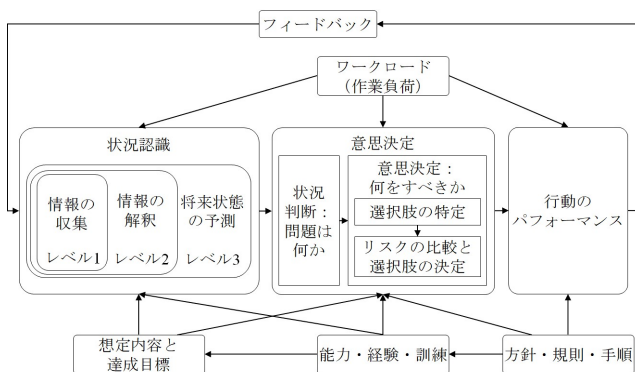 フィードバック
ワークロード
（作業負荷）
状況認識
情報の
収集
レベル1
情報の
解釈
レベル2
将来状態
の予測
レベル3
意思決定
状況
判断：
問題は
何か
意思決定：
何をすべきか
選択肢の特定
リスクの比較と
選択肢の決定
行動の
パフォーマンス
想定内容と
達成目標
能力・経験・訓練
方針・規則・手順